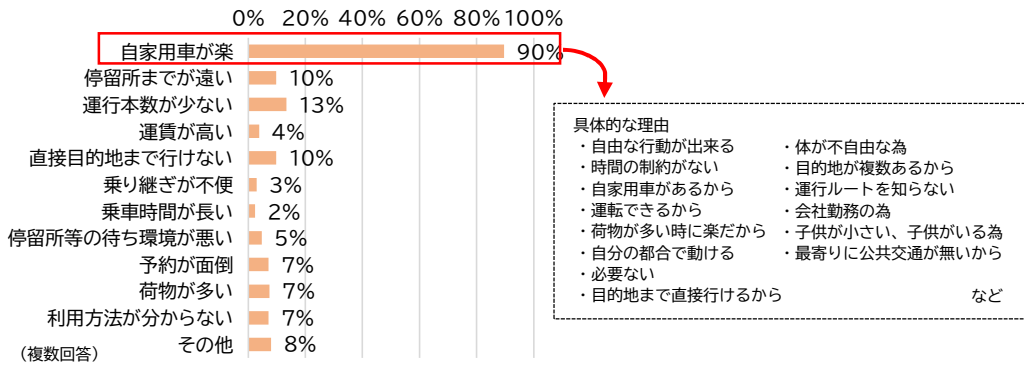 0% 20% 40% 60% 80% 100%
自家用車が楽 90%
停留所までが遠い 10%
運行本数が少ない 13%
運賃が高い 4%
直接目的地まで行けない 10%
乗り継ぎが不便 3%
乗車時間が長い 2%
停留所等の待ち環境が悪い 5%
予約が面倒 7%
荷物が多い 7%
利用方法が分からない 7%
その他 8%
（複数回答）
具体的な理由
・自由な行動が出来る
・時間の制約がない
・自家用車があるから
・運転できるから
・荷物が多い時に楽だから
・自分の都合で動ける
・必要ない
・目的地まで直接行けるから
・体が不自由な為
・目的地が複数あるから
・運行ルートを知らない
・会社勤務の為
・子供が小さい、子供がいる為
・最寄りに公共交通が無いから
など